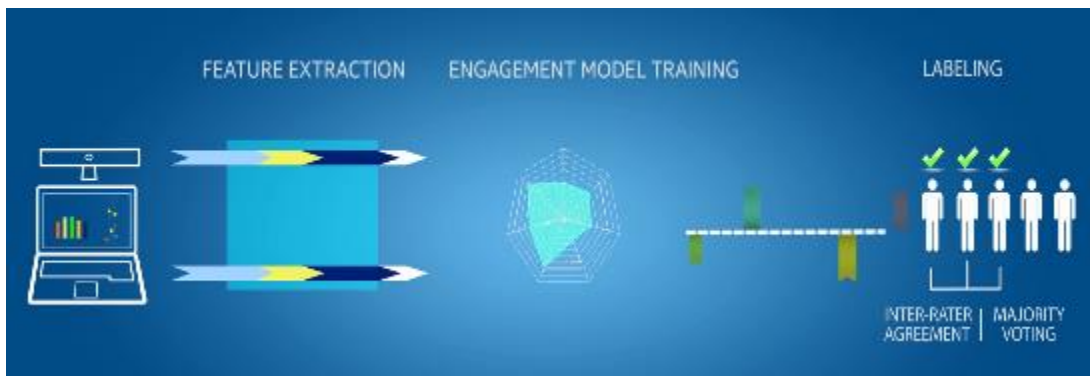 FEATURE EXTRACTION
ENGAGEMENT MODEL TRAINING
LABELING
INTER-RATER
AGREEMENT
MAJORITY
VOTING